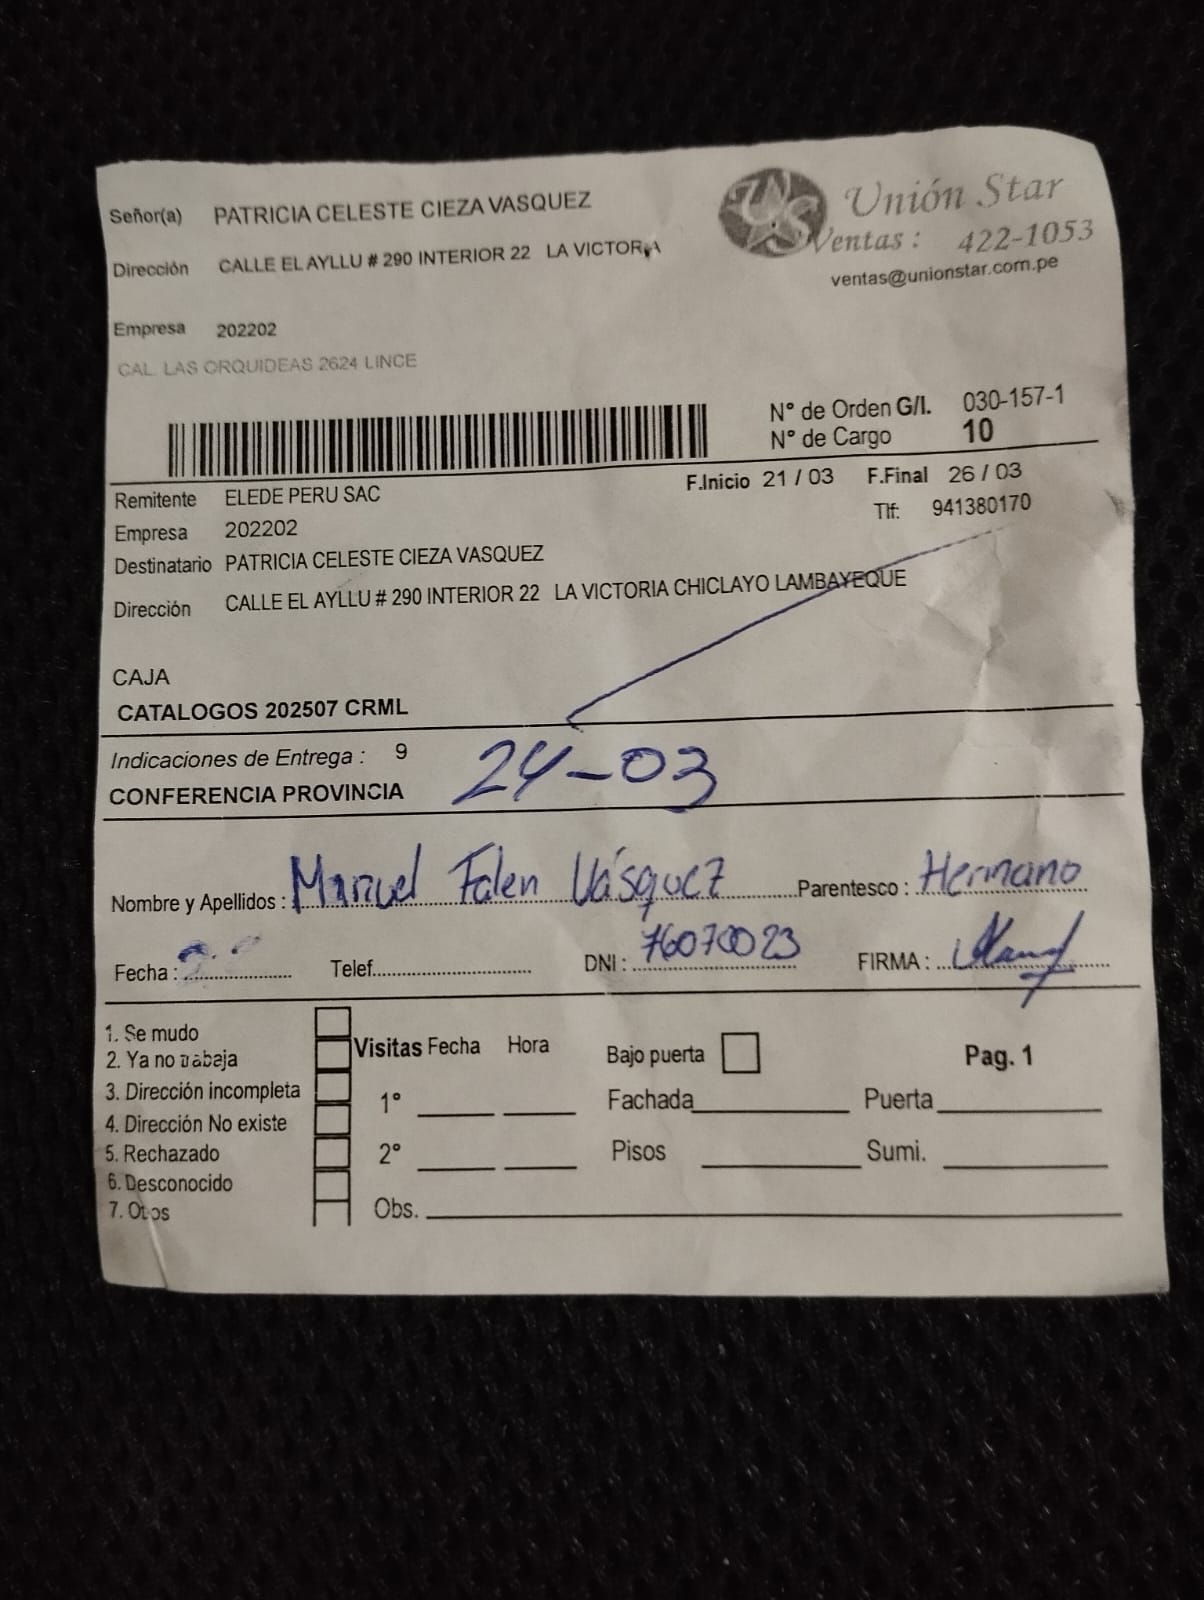 Señor(a) PATRICIA CELESTE CIEZA VASQUEZ
Unión Star
Dirección CALLE EL AYLLU # 290 INTERIOR 22 LA VICTORIA
Ventas : 422-1053
ventas@unionstar.com.pe
Empresa 202202
CAL. LAS ORQUIDEAS 2624 LINCE
N° de Orden G/I. 030-157-1
N° de Cargo 10
F.Inicio 21 / 03 F.Final 26 / 03
Remitente ELEDE PERU SAC
Tlf: 941380170
Empresa 202202
Destinatario PATRICIA CELESTE CIEZA VASQUEZ
Dirección CALLE EL AYLLU # 290 INTERIOR 22 LA VICTORIA CHICLAYO LAMBAYEQUE
CAJA
CATALOGOS 202507 CRML
Indicaciones de Entrega : 9
24-03
CONFERENCIA PROVINCIA
Nombre y Apellidos : Manuel Falen Vásquez Parentesco : Hermano
Fecha : Telef. DNI : 76070023 FIRMA :
1. Se mudo
2. Ya no trabaja
3. Dirección incompleta
4. Dirección No existe
5. Rechazado
6. Desconocido
7. Otos
Visitas Fecha Hora
1°
2°
Obs.
Bajo puerta
Pag. 1
Fachada Puerta
Pisos Sumi.